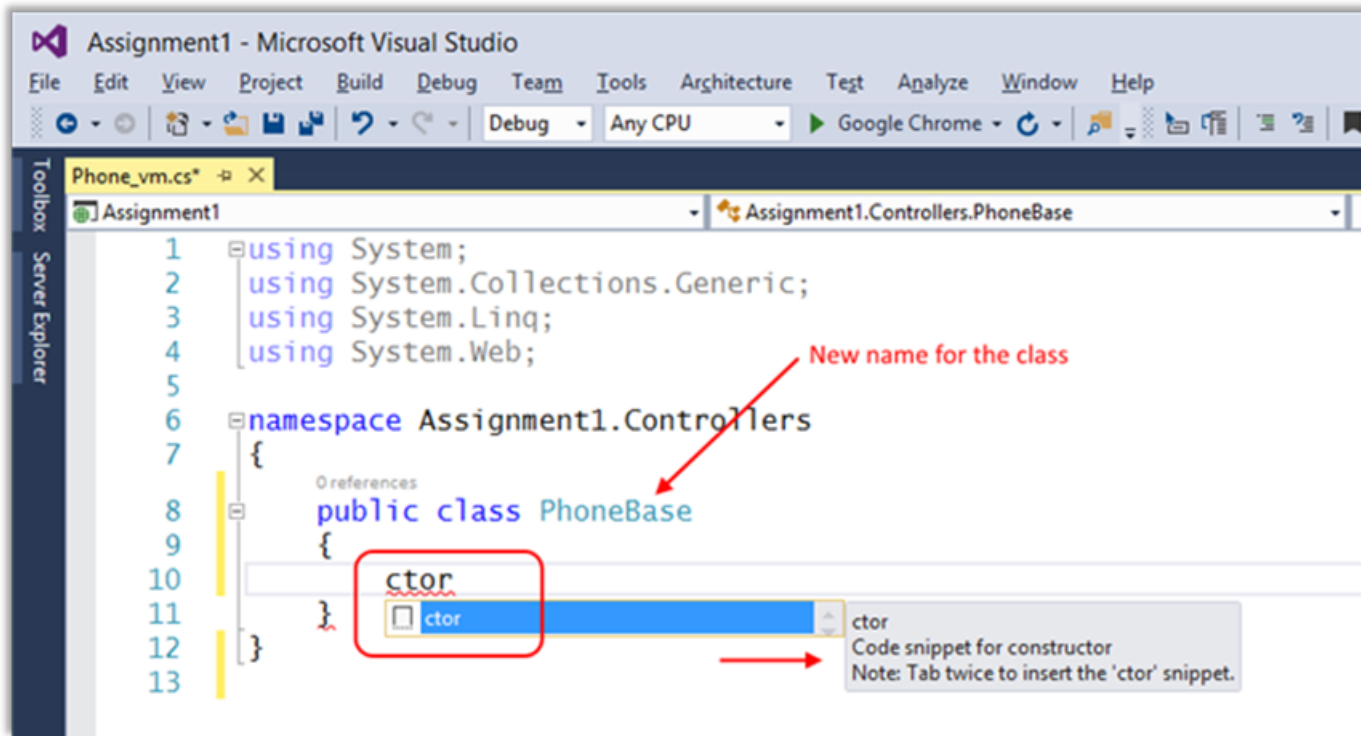 Assignment1 - Microsoft Visual Studio
File Edit View Project Build Debug Team Tools Architecture Test Analyze Window Help
Debug Any CPU Google Chrome
Toolbox
Server Explorer
Phone_vm.cs*
Assignment1 Assignment1.Controllers.PhoneBase
1 using System;
2 using System.Collections.Generic;
3 using System.Linq;
4 using System.Web;
New name for the class
5
6 namespace Assignment1.Controllers
7 {
0 references
8 public class PhoneBase
9 {
10 ctor
11 }
ctor
12 }
13
ctor
Code snippet for constructor
Note: Tab twice to insert the 'ctor' snippet.